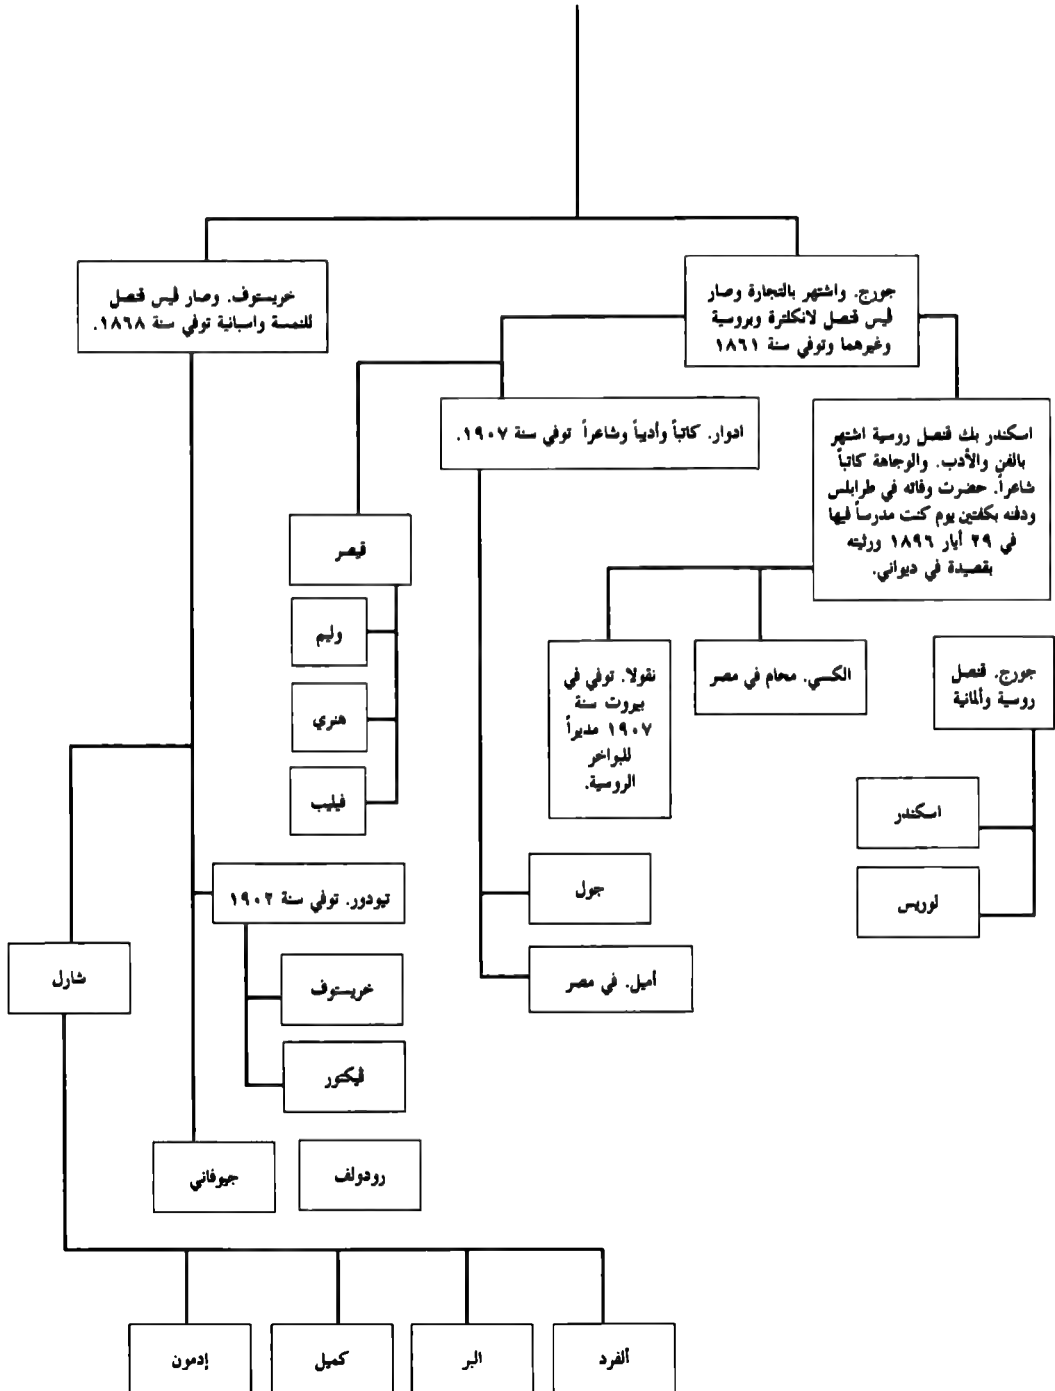 جورج. واشتهر بالتجارة وصار
ڤيس قنصل لانكلترة وبروسية
وغيرهما وتوفي سنة ١٨٦١
خريستوف. وصار ڤيس قنصل
للنمسة واسبانية توفي سنة ١٨٦٨.
اسكندر بك قنصل روسية اشتهر
بالفن والأدب. والوجاهة كاتباً
شاعراً. حضرت وفاته في طرابلس
ودفنه بكفتين يوم كنت مدرساً فيها
في ٢٩ أيار ١٨٩٦ ورثيته
بقصيدة في ديواني.
ادوار. كاتباً وأديباً وشاعراً توفي سنة ١٩٠٧.
قيصر
وليم
هنري
فيليب
جورج. قنصل
روسية وألمانية
الكسي. محام في مصر
نقولا. توفي في
بيروت سنة
١٩٠٧ مديراً
للبواخر
الروسية.
اسكندر
لوريس
جول
أميل. في مصر
تيودور. توفي سنة ١٩٠٢
خريستوف
ڤيكتور
شارل
رودولف
جيوفاني
ألفرد
البر
كميل
إدمون